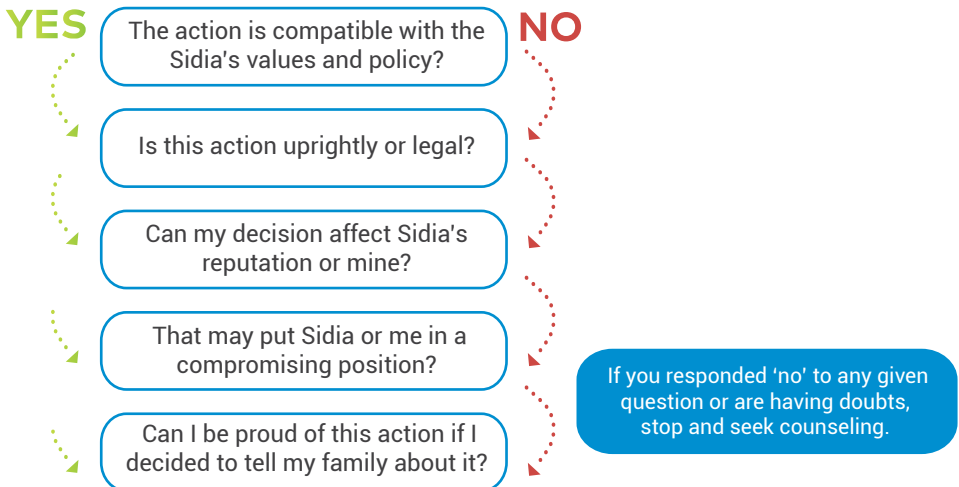 YES
NO
The action is compatible with the
Sidia's values and policy?
Is this action uprightly or legal?
Can my decision affect Sidia's
reputation or mine?
That may put Sidia or me in a
compromising position?
Can I be proud of this action if I
decided to tell my family about it?
If you responded 'no' to any given
question or are having doubts,
stop and seek counseling.